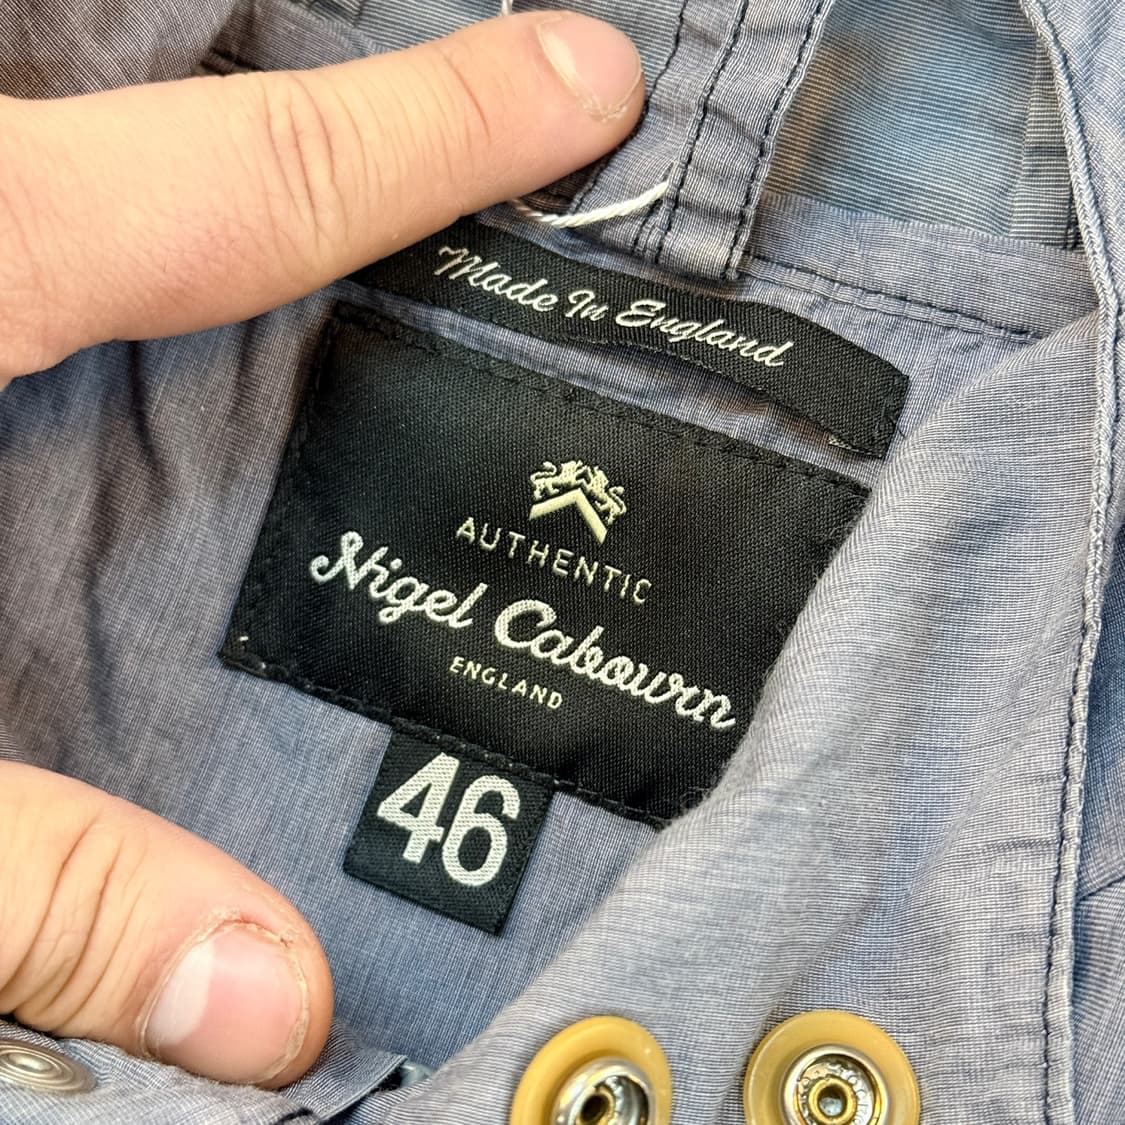 Made In England
AUTHENTIC
Nigel Cabourn
ENGLAND
46